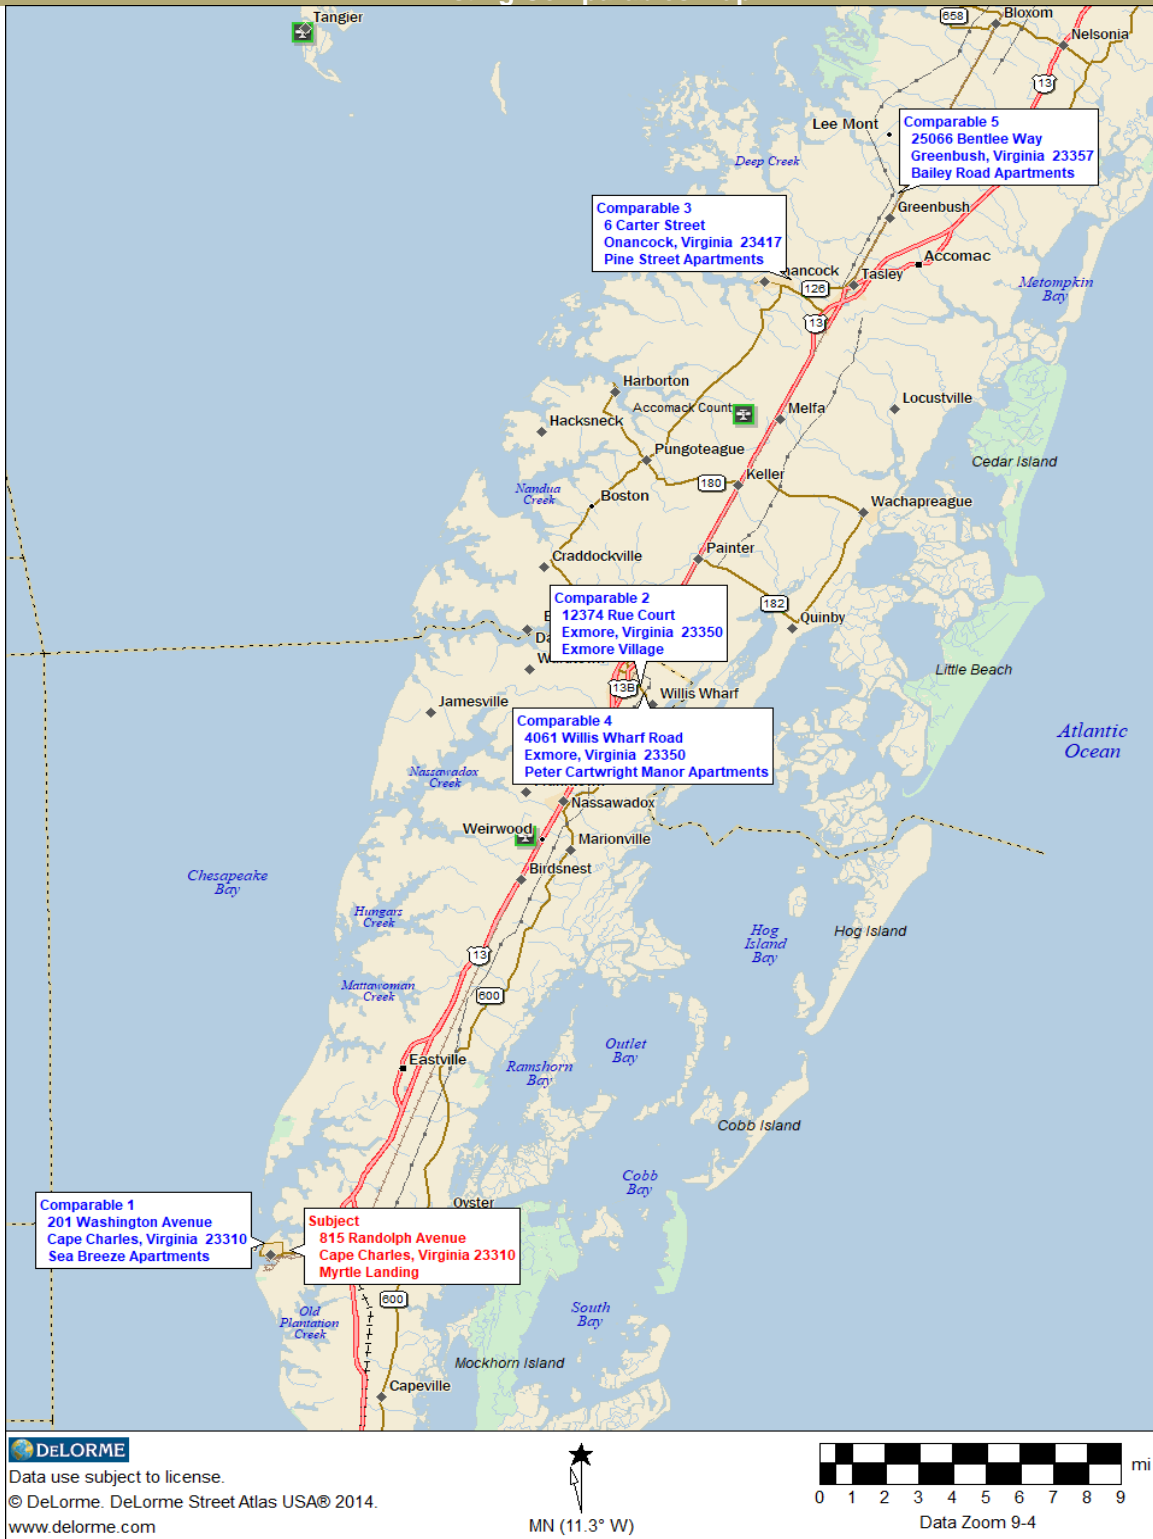 Tangier
658
Bloxom
Nelsonia
13
Lee Mont
Comparable 5
25066 Bentlee Way
Greenbush, Virginia 23357
Bailey Road Apartments
Deep Creek
Comparable 3
6 Carter Street
Onancock, Virginia 23417
Pine Street Apartments
Greenbush
Accomac
Tasley
126
Metompkin
Bay
13
Harborton
Accomack Count
Melfa
Locustville
Hacksneck
Pungoteague
Cedar Island
Keller
180
Nandua
Creek
Boston
Wachapreague
Painter
Craddockville
Comparable 2
12374 Rue Court
Exmore, Virginia 23350
Exmore Village
182
Quinby
Little Beach
13B
Willis Wharf
Jamesville
Comparable 4
4061 Willis Wharf Road
Exmore, Virginia 23350
Peter Cartwright Manor Apartments
Atlantic
Ocean
Nassawadox
Creek
Nassawadox
Weirwood
Marionville
Birdsnest
Chesapeake
Bay
Hungars
Creek
Hog
Island
Bay
Hog Island
13
Mattawoman
Creek
600
Outlet
Bay
Eastville
Ramshorn
Bay
Cobb Island
Cobb
Bay
Comparable 1
201 Washington Avenue
Cape Charles, Virginia 23310
Sea Breeze Apartments
Oyster
Subject
815 Randolph Avenue
Cape Charles, Virginia 23310
Myrtle Landing
600
Old
Plantation
Creek
South
Bay
Mockhorn Island
Capeville
DELORME
Data use subject to license.
© DeLorme. DeLorme Street Atlas USA® 2014.
www.delorme.com
MN (11.3° W)
mi
0 1 2 3 4 5 6 7 8 9
Data Zoom 9-4